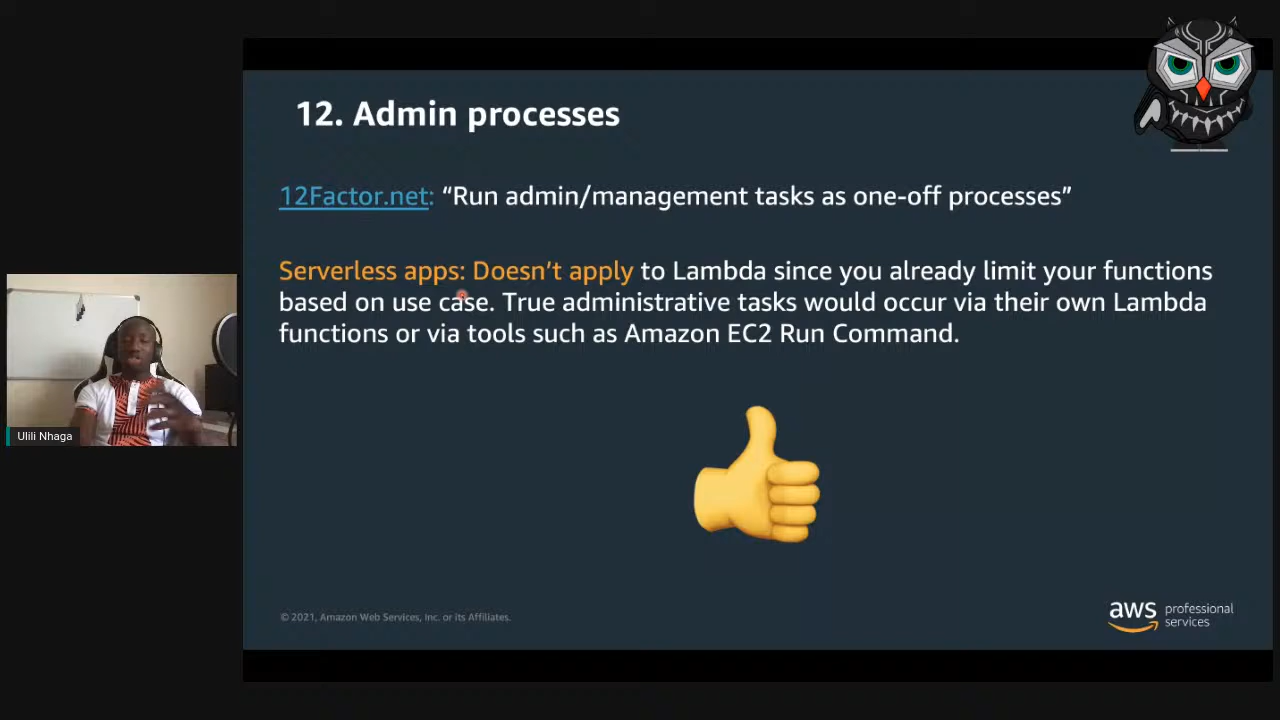 12. Admin processes
12Factor.net: “Run admin/management tasks as one-off processes”
Serverless apps: Doesn’t apply to Lambda since you already limit your functions
based on use case. True administrative tasks would occur via their own Lambda
functions or via tools such as Amazon EC2 Run Command.
Ulili Nhaga
© 2021, Amazon Web Services, Inc. or its Affiliates.
aws professional
services